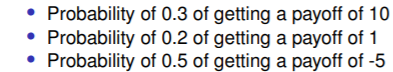 • Probability of 0.3 of getting a payoff of 10
• Probability of 0.2 of getting a payoff of 1
• Probability of 0.5 of getting a payoff of -5